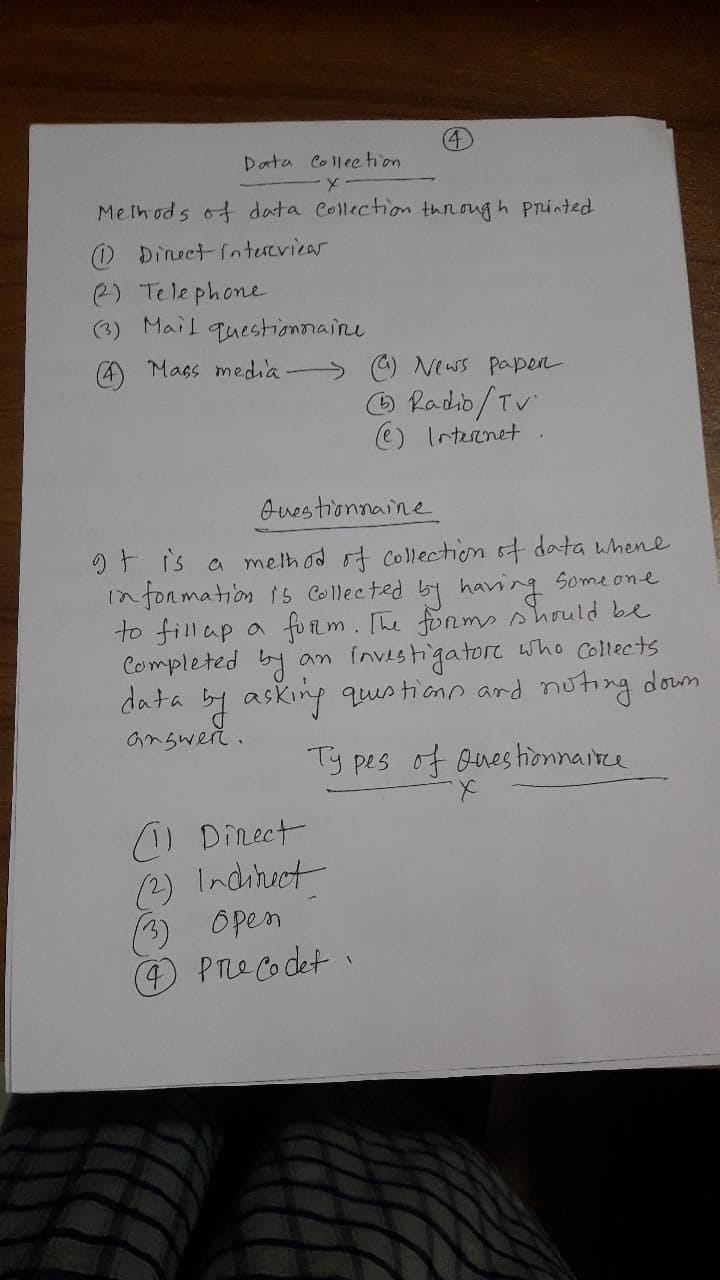 ④
Data Collection
x
Methods of data collection through printed
① Direct interview
(2) Telephone
(3) Mail questionnaire
④ Mass media → (a) News paper
(b) Radio/TV
(c) Internet.
Questionnaire
It is a method of collection of data where
information is collected by having someone
to fillup a form. The forms should be
completed by an investigator who collects
data by asking questions and noting down
answer.
Types of Questionnaire
x
(1) Direct
(2) Indirect
(3) open
④ Precodet.